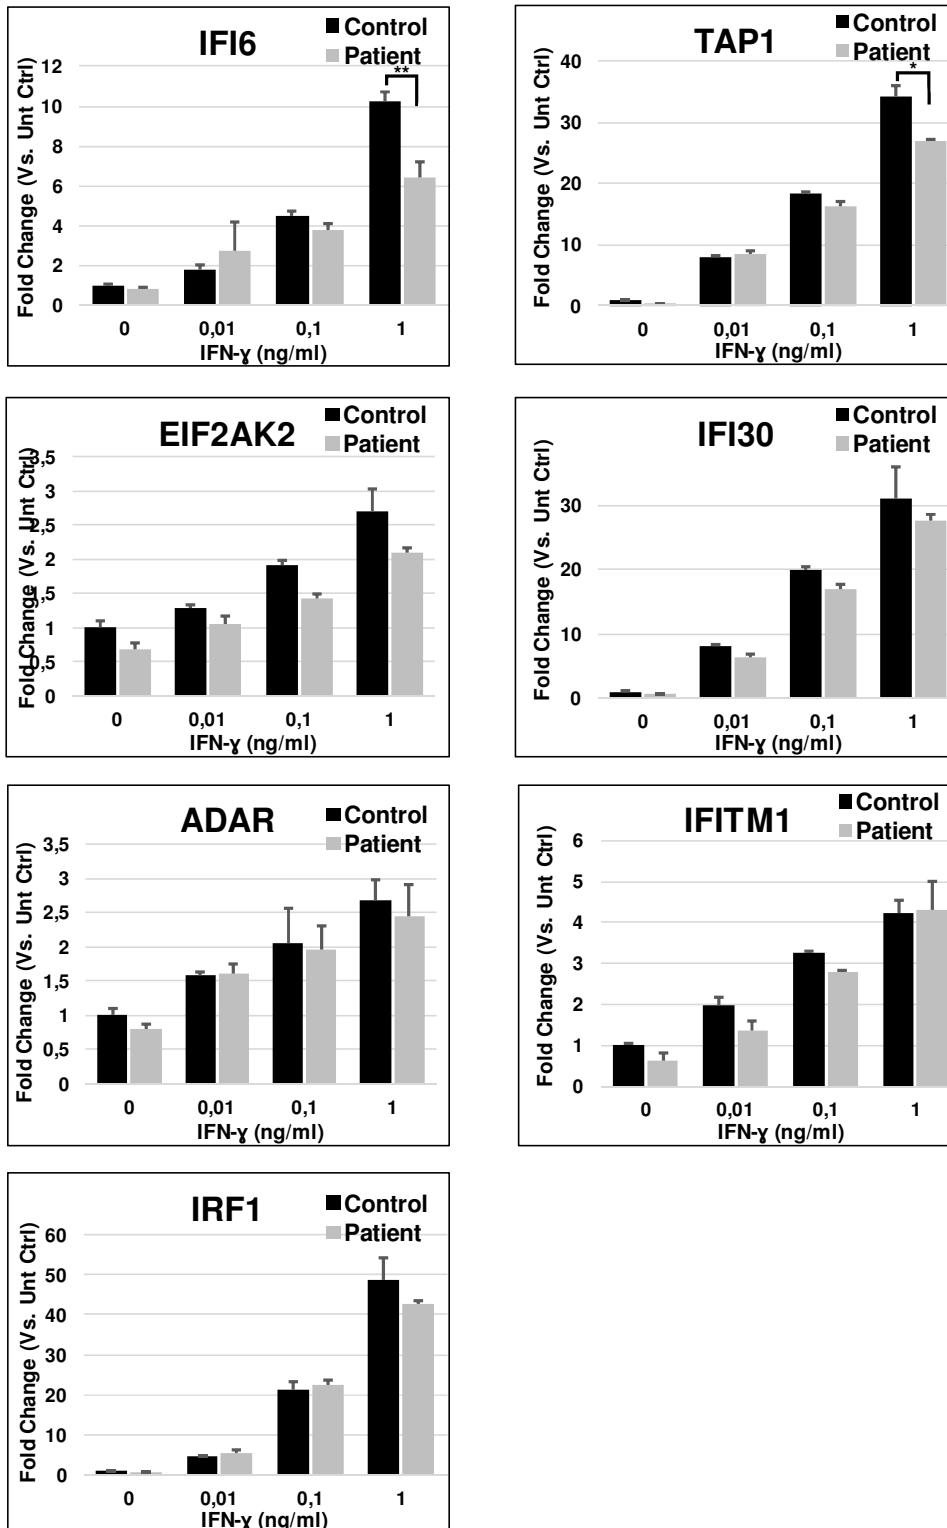 IFI6
Control
Patient
**
Fold Change (Vs. Unt Ctrl)
12
10
8
6
4
2
0
0 0,01 0,1 1
IFN-ɣ (ng/ml)
TAP1
Control
Patient
*
Fold Change (Vs. Unt Ctrl)
40
30
20
10
0
0 0,01 0,1 1
IFN-ɣ (ng/ml)
EIF2AK2
Control
Patient
Fold Change (Vs. Unt Ctrl)
3,5
3
2,5
2
1,5
1
0,5
0
0 0,01 0,1 1
IFN-ɣ (ng/ml)
IFI30
Control
Patient
Fold Change (Vs. Unt Ctrl)
30
20
10
0
0 0,01 0,1 1
IFN-ɣ (ng/ml)
ADAR
Control
Patient
Fold Change (Vs. Unt Ctrl)
3,5
3
2,5
2
1,5
1
0,5
0
0 0,01 0,1 1
IFN-ɣ (ng/ml)
IFITM1
Control
Patient
Fold Change (Vs. Unt Ctrl)
6
5
4
3
2
1
0
0 0,01 0,1 1
IFN-ɣ (ng/ml)
IRF1
Control
Patient
Fold Change (Vs. Unt Ctrl)
60
50
40
30
20
10
0
0 0,01 0,1 1
IFN-ɣ (ng/ml)